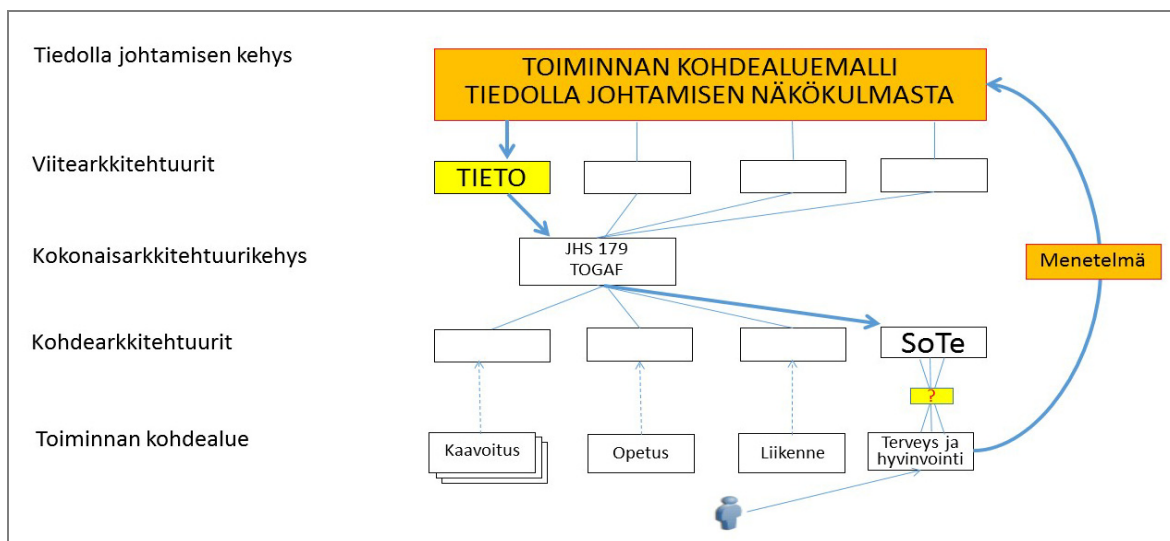 Tiedolla johtamisen kehys
TOIMINNAN KOHDEALUEMALLI
TIEDOLLA JOHTAMISEN NÄKÖKULMASTA
Viitearkkitehtuurit
TIETO
Kokonaisarkkitehtuurikehys
JHS 179
TOGAF
Menetelmä
Kohdearkkitehtuurit
SoTe
?
Toiminnan kohdealue
Kaavoitus
Opetus
Liikenne
Terveys ja
hyvinvointi